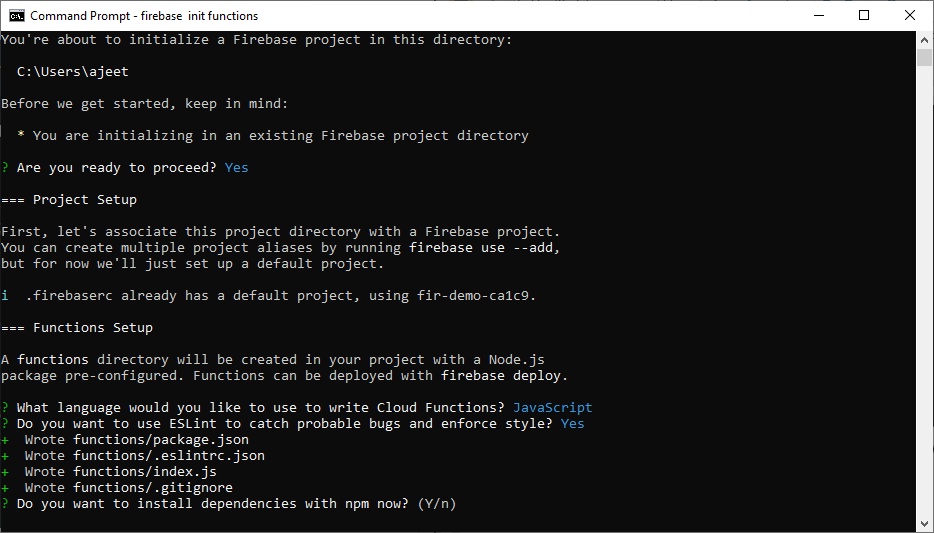 Command Prompt - firebase  init functions
You're about to initialize a Firebase project in this directory:
  C:\Users\ajeet
Before we get started, keep in mind:
  * You are initializing in an existing Firebase project directory
? Are you ready to proceed? Yes
=== Project Setup
First, let's associate this project directory with a Firebase project.
You can create multiple project aliases by running firebase use --add,
but for now we'll just set up a default project.
i  .firebaserc already has a default project, using fir-demo-ca1c9.
=== Functions Setup
A functions directory will be created in your project with a Node.js
package pre-configured. Functions can be deployed with firebase deploy.
? What language would you like to use to write Cloud Functions? JavaScript
? Do you want to use ESLint to catch probable bugs and enforce style? Yes
+  Wrote functions/package.json
+  Wrote functions/.eslintrc.json
+  Wrote functions/index.js
+  Wrote functions/.gitignore
? Do you want to install dependencies with npm now? (Y/n)